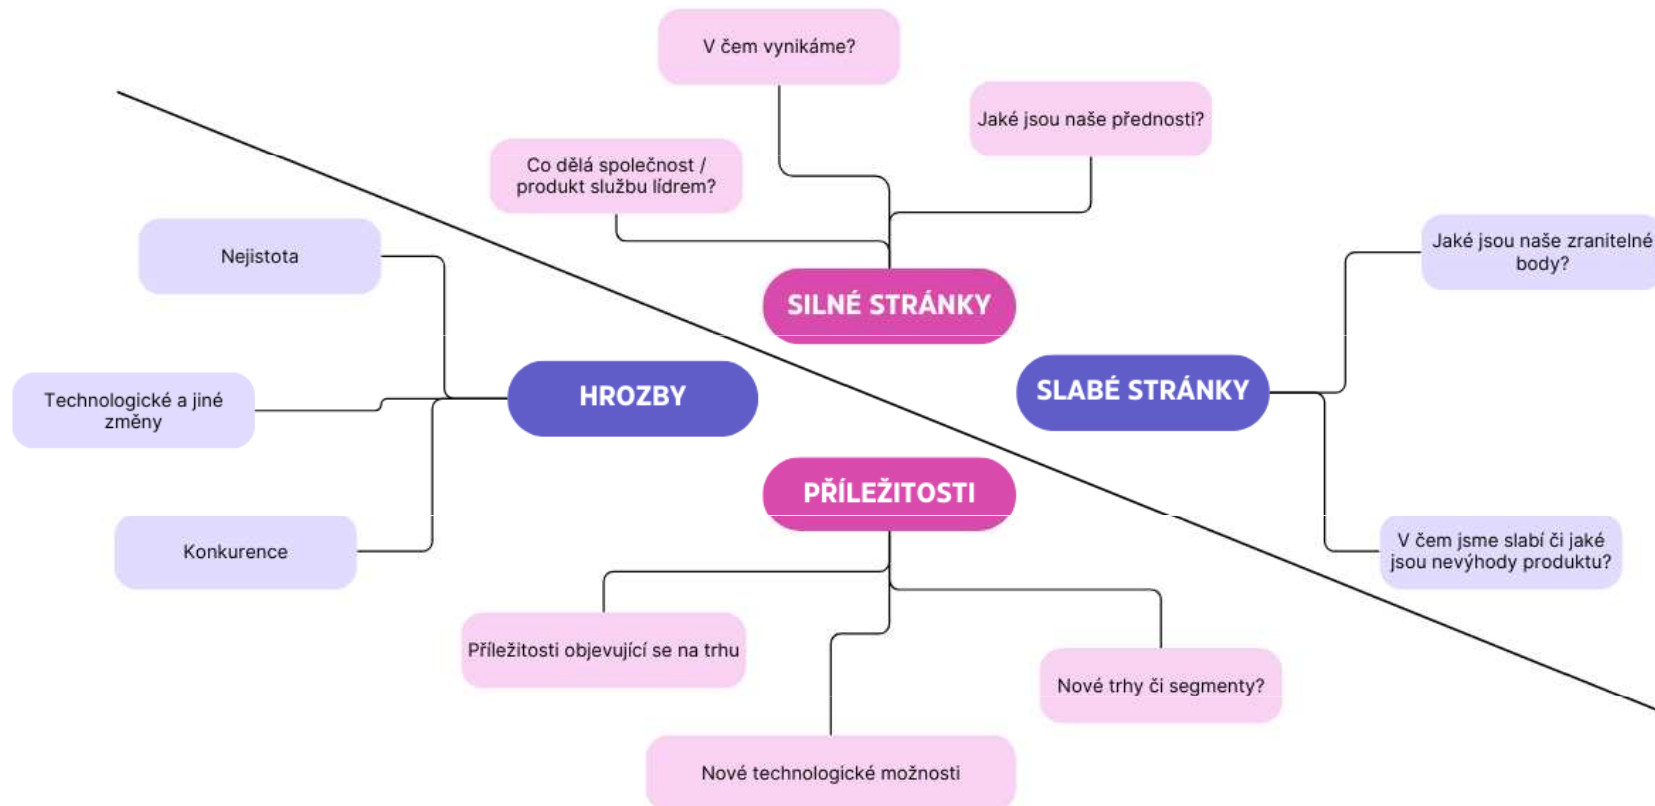 V čem vynikáme?
Jaké jsou naše přednosti?
Co dělá společnost /
produkt službu lídrem?
SILNÉ STRÁNKY
Nejistota
Technologické a jiné
změny
Konkurence
HROZBY
Jaké jsou naše zranitelné
body?
SLABÉ STRÁNKY
V čem jsme slabí či jaké
jsou nevýhody produktu?
PŘÍLEŽITOSTI
Příležitosti objevující se na trhu
Nové technologické možnosti
Nové trhy či segmenty?